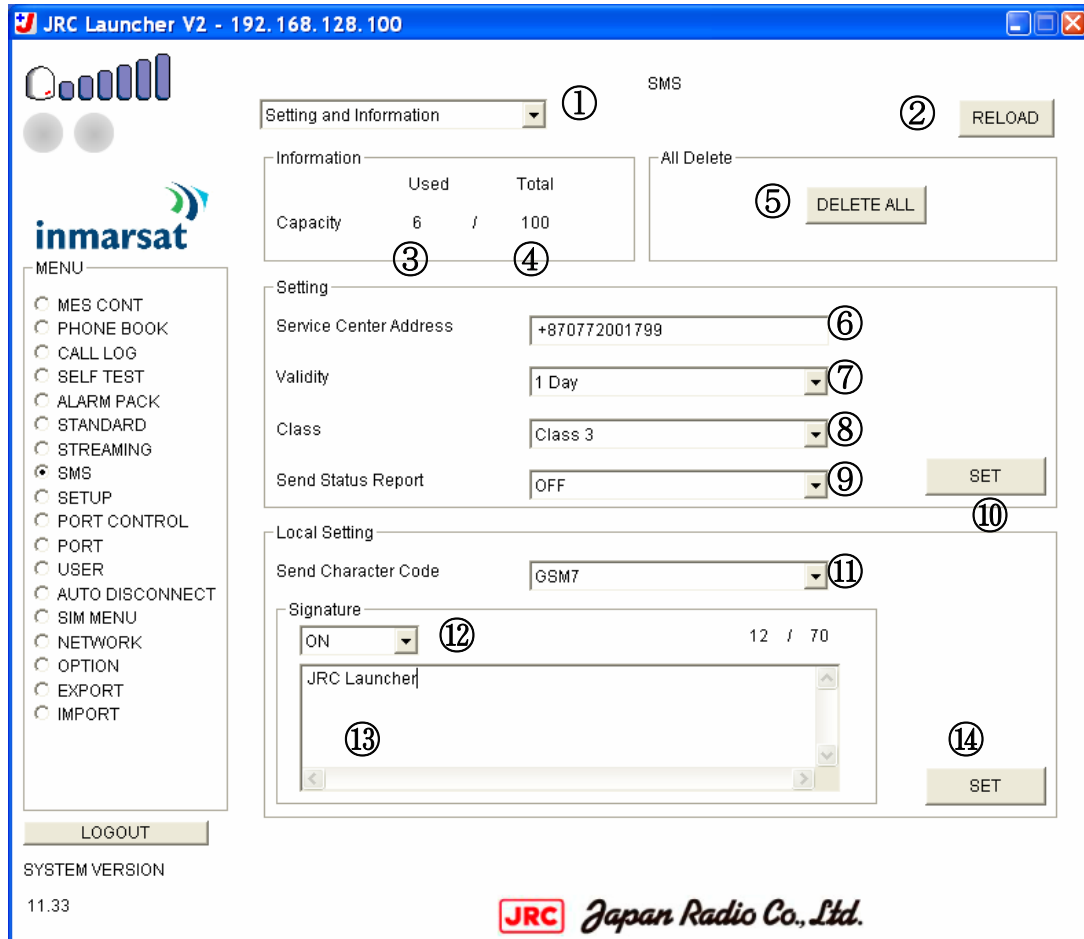 JRC Launcher V2 - 192.168.128.100
SMS
Setting and Information ①
② RELOAD
Information
Used Total
Capacity 6 / 100
③ ④
All Delete
⑤ DELETE ALL
inmarsat
MENU
MES CONT
PHONE BOOK
CALL LOG
SELF TEST
ALARM PACK
STANDARD
STREAMING
SMS
SETUP
PORT CONTROL
PORT
USER
AUTO DISCONNECT
SIM MENU
NETWORK
OPTION
EXPORT
IMPORT
LOGOUT
SYSTEM VERSION
11.33
Setting
Service Center Address +870772001799 ⑥
Validity 1 Day ⑦
Class Class 3 ⑧
Send Status Report OFF ⑨
SET
⑩
Local Setting
Send Character Code GSM7 ⑪
Signature
ON ⑫ 12 / 70
JRC Launcher
⑬
⑭
SET
JRC Japan Radio Co., Ltd.